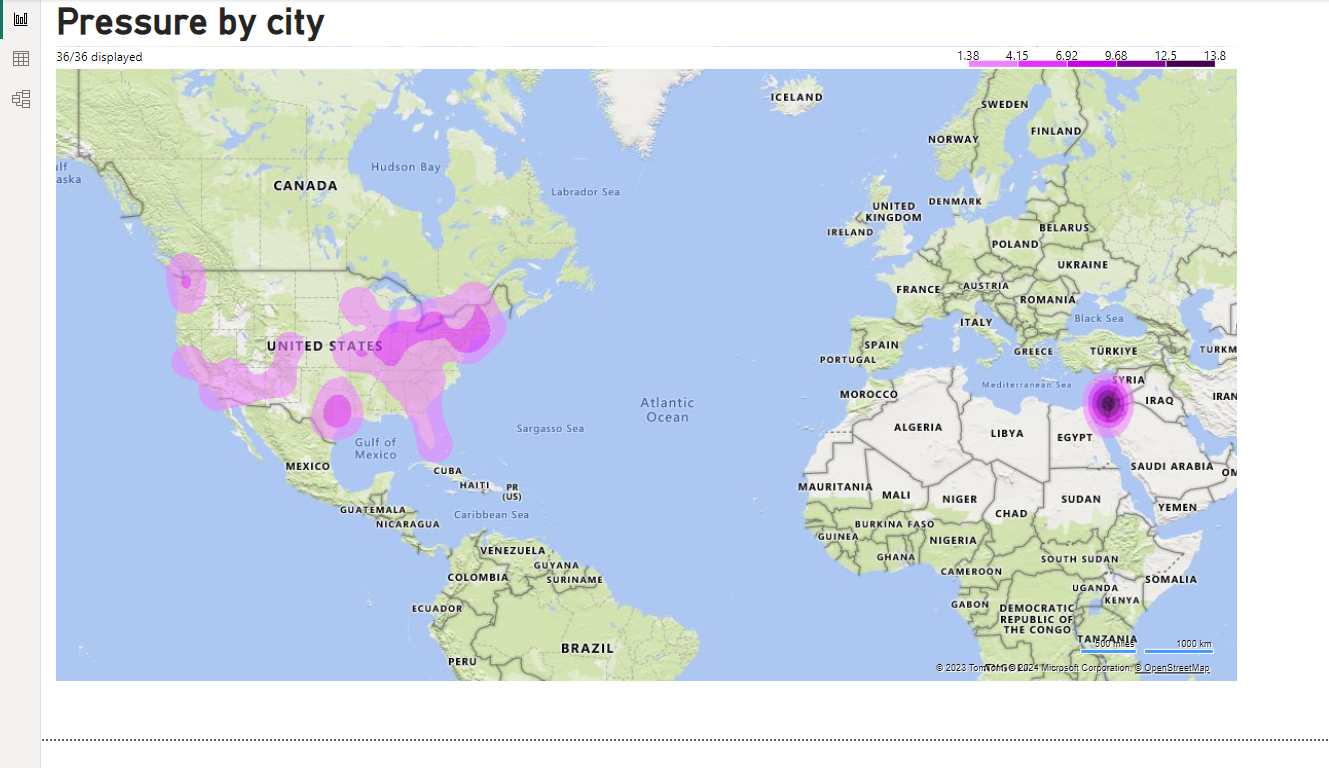 Pressure by city
36/36 displayed
1.38 4.15 6.92 9.68 12.5 13.8
ICELAND
SWEDEN
FINLAND
NORWAY
Hudson Bay
lf
aska
CANADA
Labrador Sea
DENMARK
UNITED
KINGDOM
IRELAND
BELARUS
POLAND
UKRAINE
FRANCE
AUSTRIA
ROMANIA
Black Sea
ITALY
UNITED STATES
SPAIN
PORTUGAL
GREECE
TÜRKIYE
TURKM
Mediterranean Sea
SYRIA
MOROCCO
IRAQ
IRAN
Atlantic
Ocean
Sargasso Sea
ALGERIA
LIBYA
EGYPT
Gulf of
Mexico
MEXICO
CUBA
HAITI
PR
(US)
SAUDI ARABIA
OM
MAURITANIA
MALI
NIGER
SUDAN
CHAD
YEMEN
GUATEMALA
NICARAGUA
Caribbean Sea
BURKINA FASO
GUINEA
NIGERIA
GHANA
SOUTH SUDAN
CAMEROON
VENEZUELA
GUYANA
SURINAME
COLOMBIA
SOMALIA
UGANDA
KENYA
ECUADOR
GABON
DEMOCRATIC
REPUBLIC OF
THE CONGO
TANZANIA
BRAZIL
PERU
500 miles 1000 km
© 2023 TomTom, © 2024 Microsoft Corporation, © OpenStreetMap